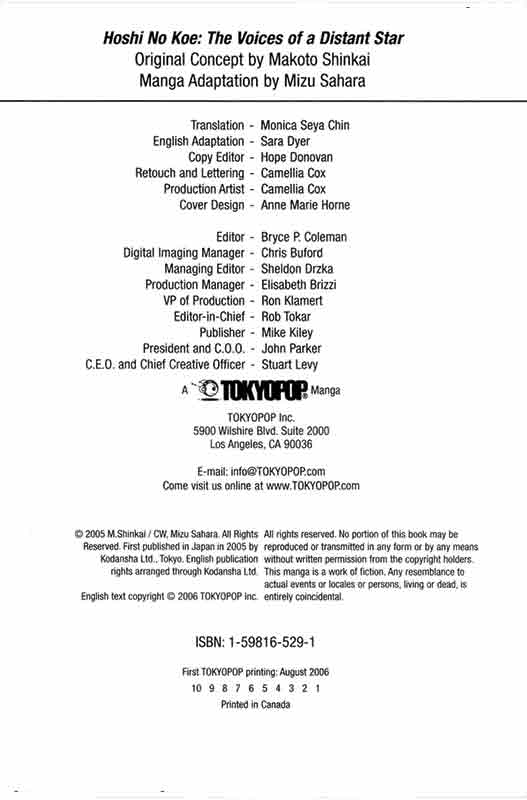 Hoshi No Koe: The Voices of a Distant Star
Original Concept by Makoto Shinkai
Manga Adaptation by Mizu Sahara
Translation - Monica Seya Chin
English Adaptation - Sara Dyer
Copy Editor - Hope Donovan
Retouch and Lettering - Camellia Cox
Production Artist - Camellia Cox
Cover Design - Anne Marie Horne
Editor - Bryce P. Coleman
Digital Imaging Manager - Chris Buford
Managing Editor - Sheldon Drzka
Production Manager - Elisabeth Brizzi
VP of Production - Ron Klamert
Editor-in-Chief - Rob Tokar
Publisher - Mike Kiley
President and C.O.O. - John Parker
C.E.O. and Chief Creative Officer - Stuart Levy
A TOKYOPOP® Manga
TOKYOPOP Inc.
5900 Wilshire Blvd. Suite 2000
Los Angeles, CA 90036
E-mail: info@TOKYOPOP.com
Come visit us online at www.TOKYOPOP.com
© 2005 M.Shinkai / CW, Mizu Sahara. All Rights
Reserved. First published in Japan in 2005 by
Kodansha Ltd., Tokyo. English publication
rights arranged through Kodansha Ltd.
English text copyright © 2006 TOKYOPOP Inc.
All rights reserved. No portion of this book may be
reproduced or transmitted in any form or by any means
without written permission from the copyright holders.
This manga is a work of fiction. Any resemblance to
actual events or locales or persons, living or dead, is
entirely coincidental.
ISBN: 1-59816-529-1
First TOKYOPOP printing: August 2006
10 9 8 7 6 5 4 3 2 1
Printed in Canada